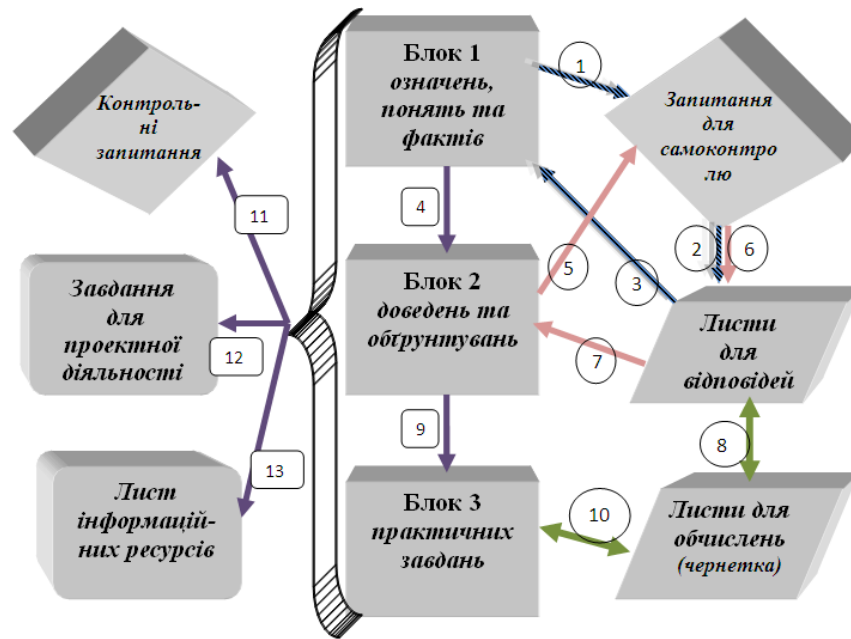 Контроль-
ні
запитання
Блок 1
означень,
понять та
фактів
1
Запитання
для
самоконтро
лю
11
4
5
3
2
6
Завдання
для
проектної
діяльності
12
Блок 2
доведень та
обґрунтувань
7
Листи
для
відповідей
13
9
8
Лист
інформацій-
них ресурсів
Блок 3
практичних
завдань
10
Листи для
обчислень
(чернетка)